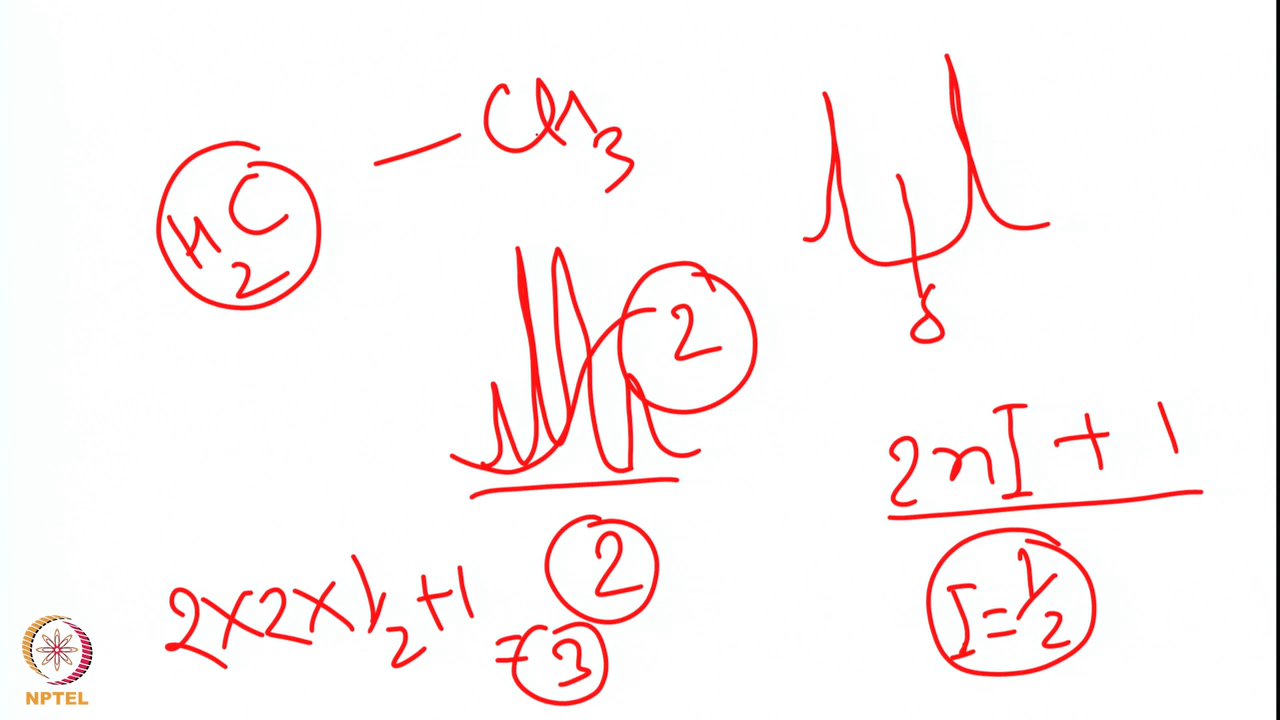 H2C — CH3
2
δ
2nI + 1
I = 1/2
2
2×2×1/2+1
= 3
NPTEL